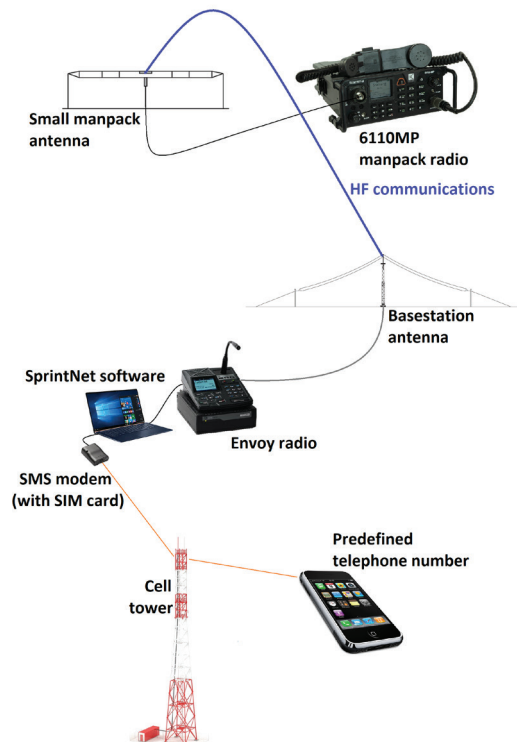 Small manpack
antenna
6110MP
manpack radio
HF communications
Basestation
antenna
SprintNet software
Envoy radio
SMS modem
(with SIM card)
Predefined
telephone number
Cell
tower